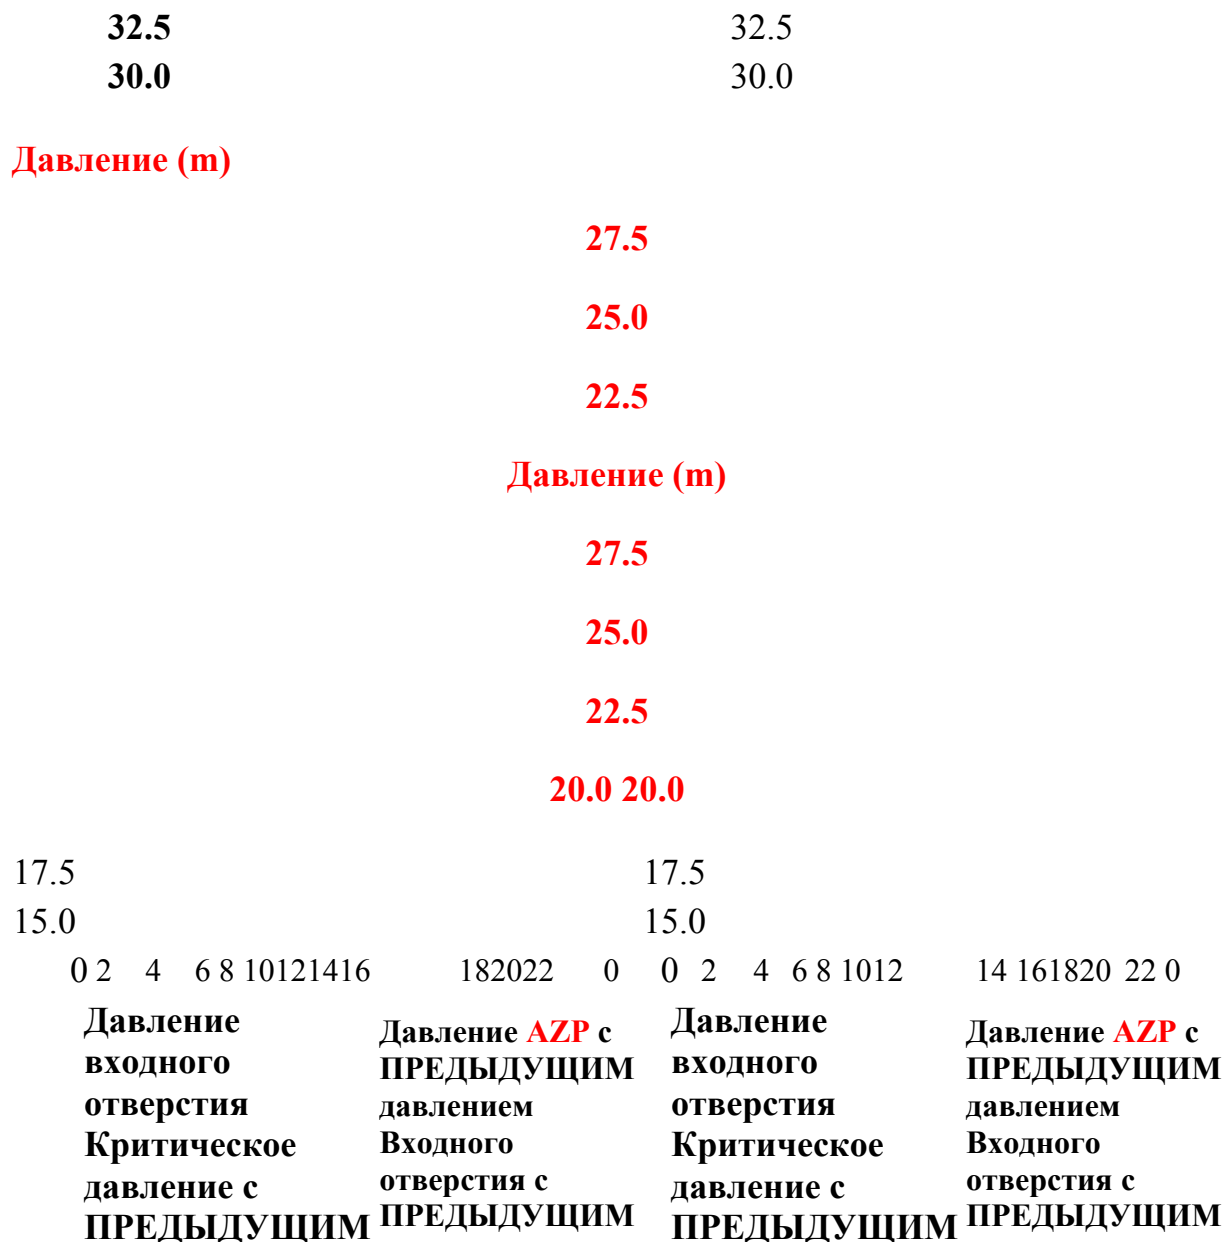 32.5 32.5
30.0 30.0
Давление (m)
27.5
25.0
22.5
Давление (m)
27.5
25.0
22.5
20.0 20.0
17.5 17.5
15.0 15.0
0 2 4 6 8 10121416 182022 0 0 2 4 6 8 1012 14 161820 22 0
Давление
входного
отверстия
Критическое
давление с
ПРЕДЫДУЩИМ
Давление AZP с
ПРЕДЫДУЩИМ
давлением
Входного
отверстия с
ПРЕДЫДУЩИМ
Давление
входного
отверстия
Критическое
давление с
ПРЕДЫДУЩИМ
Давление AZP с
ПРЕДЫДУЩИМ
давлением
Входного
отверстия с
ПРЕДЫДУЩИМ